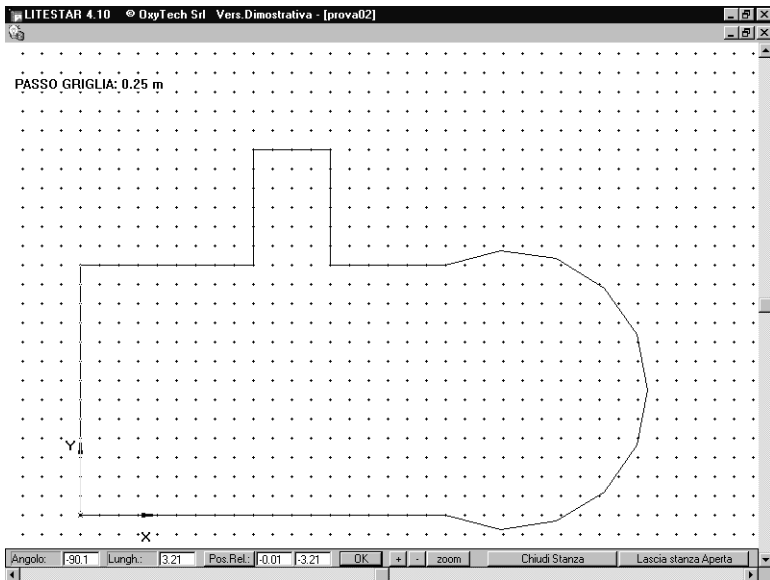 LITESTAR 4.10 © OxyTech Srl Vers.Dimostrativa - [prova02]
PASSO GRIGLIA: 0.25 m
Y
X
Angolo: -90.1 Lungh.: 3.21 Pos.Rel.: -0.01 -3.21 OK + - zoom Chiudi Stanza Lascia stanza Aperta